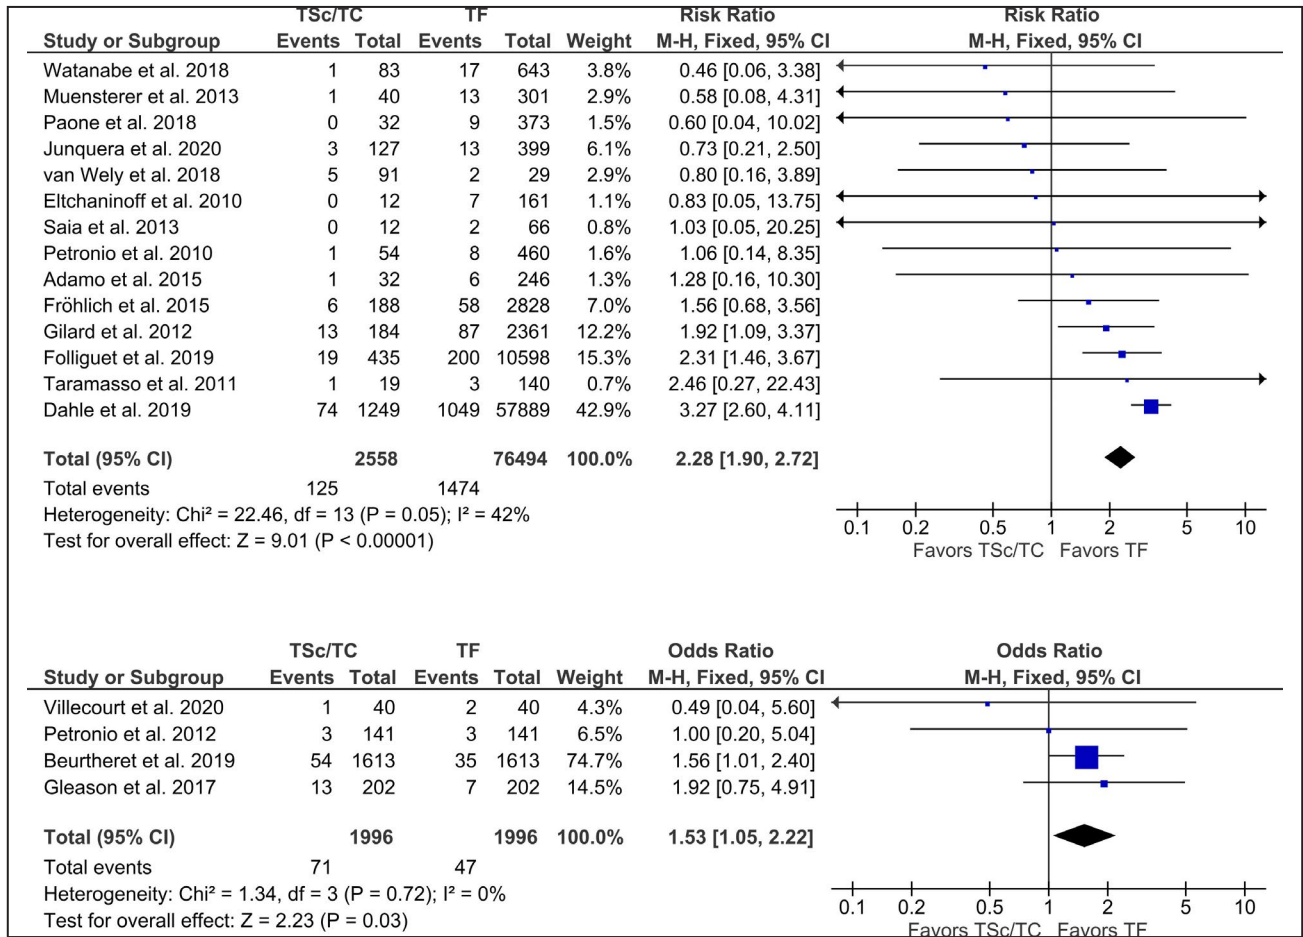 TSc/TC TF Risk Ratio Risk Ratio
Study or Subgroup Events Total Events Total Weight M-H, Fixed, 95% CI M-H, Fixed, 95% CI
Watanabe et al. 2018 1 83 17 643 3.8% 0.46 [0.06, 3.38]
Muensterer et al. 2013 1 40 13 301 2.9% 0.58 [0.08, 4.31]
Paone et al. 2018 0 32 9 373 1.5% 0.60 [0.04, 10.02]
Junquera et al. 2020 3 127 13 399 6.1% 0.73 [0.21, 2.50]
van Wely et al. 2018 5 91 2 29 2.9% 0.80 [0.16, 3.89]
Eltchaninoff et al. 2010 0 12 7 161 1.1% 0.83 [0.05, 13.75]
Saia et al. 2013 0 12 2 66 0.8% 1.03 [0.05, 20.25]
Petronio et al. 2010 1 54 8 460 1.6% 1.06 [0.14, 8.35]
Adamo et al. 2015 1 32 6 246 1.3% 1.28 [0.16, 10.30]
Fröhlich et al. 2015 6 188 58 2828 7.0% 1.56 [0.68, 3.56]
Gilard et al. 2012 13 184 87 2361 12.2% 1.92 [1.09, 3.37]
Folliguet et al. 2019 19 435 200 10598 15.3% 2.31 [1.46, 3.67]
Taramasso et al. 2011 1 19 3 140 0.7% 2.46 [0.27, 22.43]
Dahle et al. 2019 74 1249 1049 57889 42.9% 3.27 [2.60, 4.11]
Total (95% CI) 2558 76494 100.0% 2.28 [1.90, 2.72]
Total events 125 1474
Heterogeneity: Chi² = 22.46, df = 13 (P = 0.05); I² = 42%
Test for overall effect: Z = 9.01 (P < 0.00001)
0.1 0.2 0.5 1 2 5 10
Favors TSc/TC Favors TF
TSc/TC TF Odds Ratio Odds Ratio
Study or Subgroup Events Total Events Total Weight M-H, Fixed, 95% CI M-H, Fixed, 95% CI
Villecourt et al. 2020 1 40 2 40 4.3% 0.49 [0.04, 5.60]
Petronio et al. 2012 3 141 3 141 6.5% 1.00 [0.20, 5.04]
Beurtheret et al. 2019 54 1613 35 1613 74.7% 1.56 [1.01, 2.40]
Gleason et al. 2017 13 202 7 202 14.5% 1.92 [0.75, 4.91]
Total (95% CI) 1996 1996 100.0% 1.53 [1.05, 2.22]
Total events 71 47
Heterogeneity: Chi² = 1.34, df = 3 (P = 0.72); I² = 0%
Test for overall effect: Z = 2.23 (P = 0.03)
0.1 0.2 0.5 1 2 5 10
Favors TSc/TC Favors TF